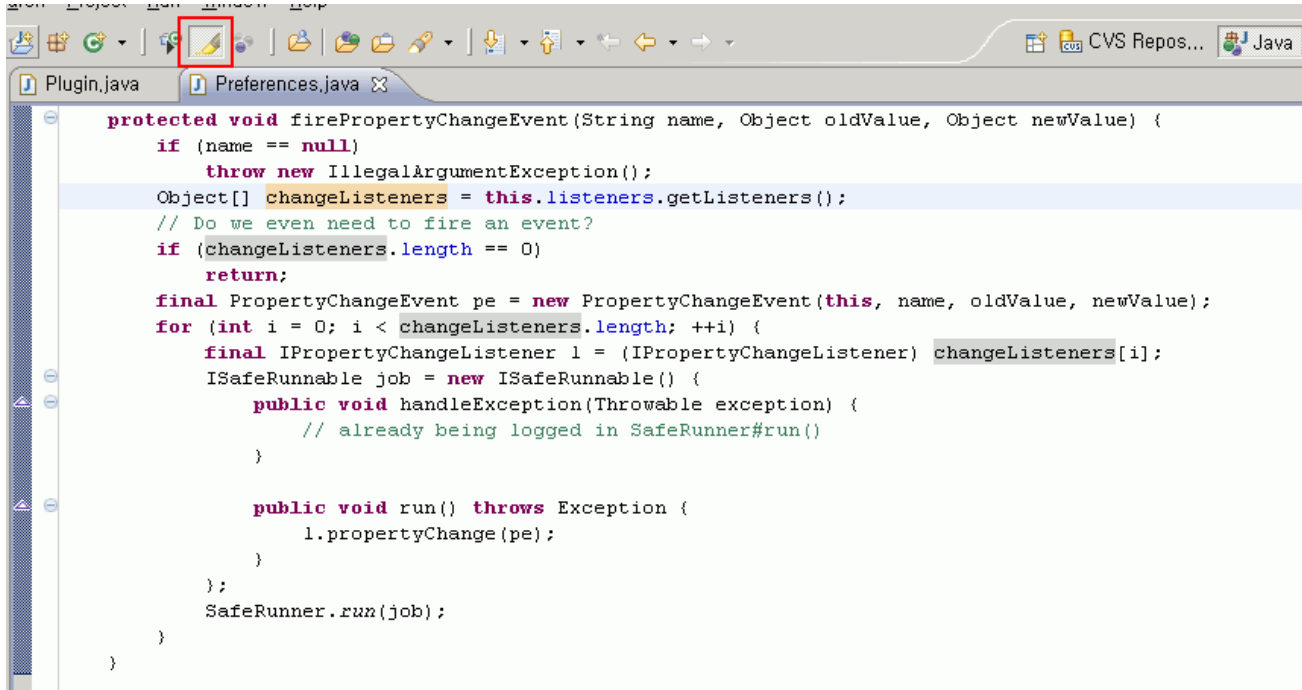 Project Run Window Help
CVS Repos... Java
Plugin.java Preferences.java
protected void firePropertyChangeEvent(String name, Object oldValue, Object newValue) {
if (name == null)
throw new IllegalArgumentException();
Object[] changeListeners = this.listeners.getListeners();
// Do we even need to fire an event?
if (changeListeners.length == 0)
return;
final PropertyChangeEvent pe = new PropertyChangeEvent(this, name, oldValue, newValue);
for (int i = 0; i < changeListeners.length; ++i) {
final IPropertyChangeListener l = (IPropertyChangeListener) changeListeners[i];
ISafeRunnable job = new ISafeRunnable() {
public void handleException(Throwable exception) {
// already being logged in SafeRunner#run()
}
public void run() throws Exception {
l.propertyChange(pe);
}
};
SafeRunner.run(job);
}
}